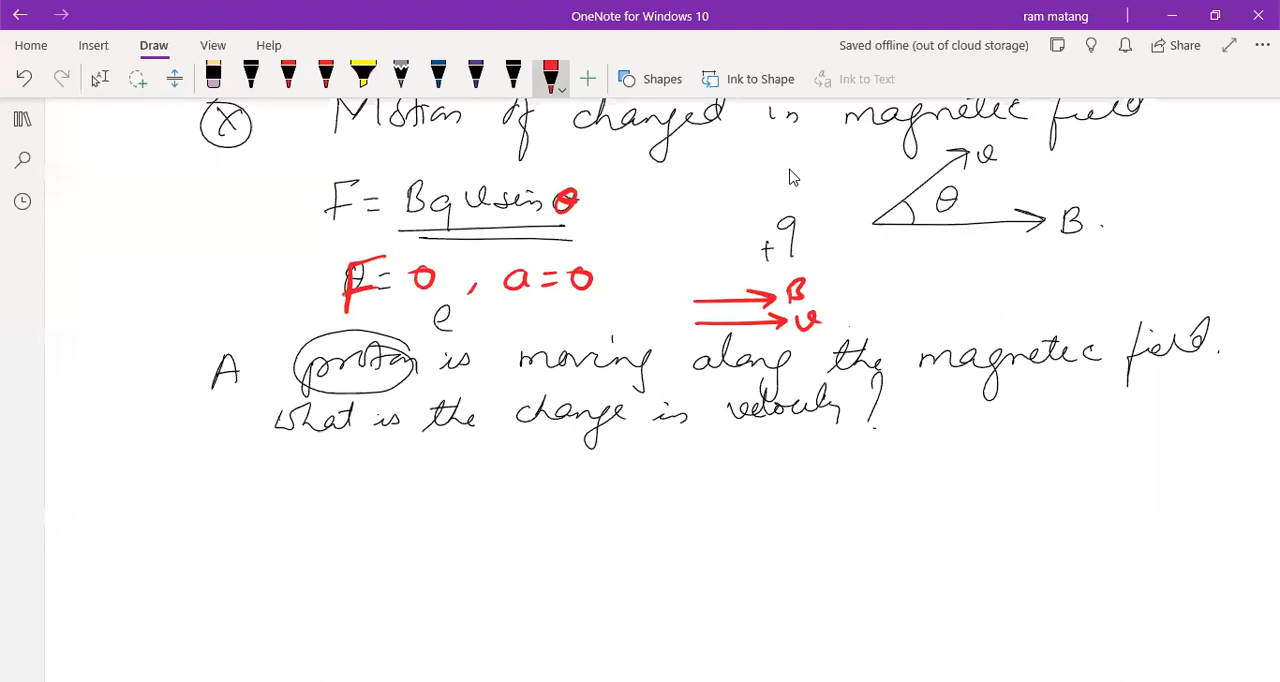 OneNote for Windows 10
ram matang
Home Insert Draw View Help
Saved offline (out of cloud storage)
Share
Shapes
Ink to Shape
Ink to Text
X Motion of changed in magnetic field
F = Bqv sin θ
v
θ
B
+q
F = 0, a = 0
B
v
e
A proton is moving along the magnetic field.
what is the change in velocity?